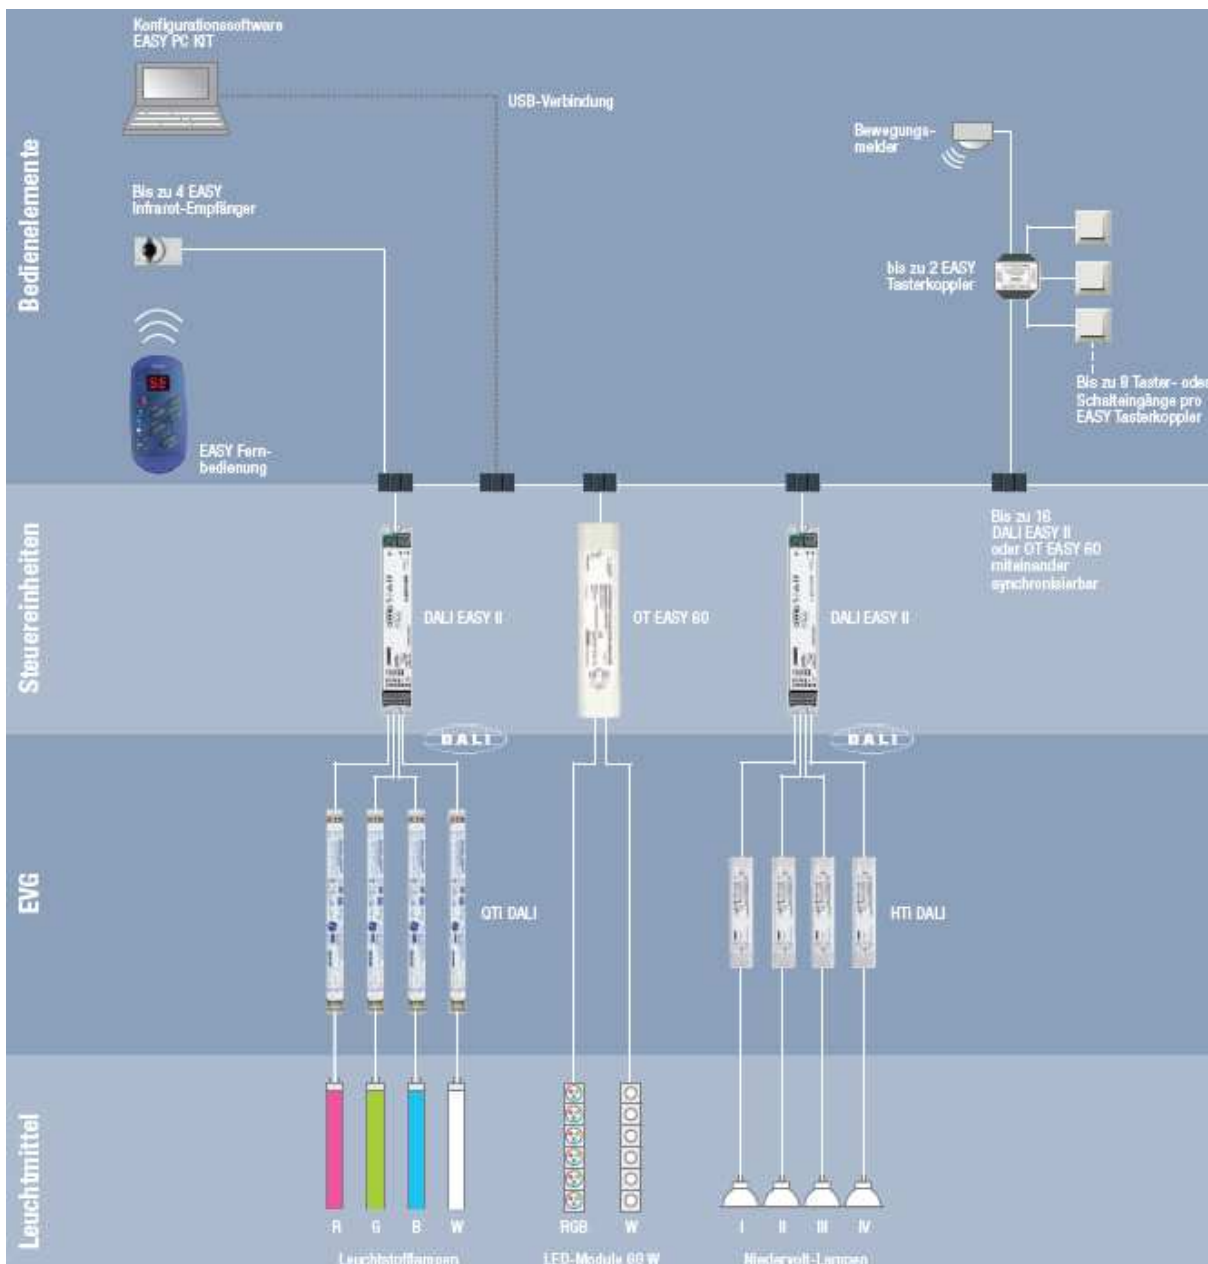 Konfigurationssoftware
EASY PC KIT
USB-Verbindung
Bewegungs-
melder
Bedienelemente
Bis zu 4 EASY
Infrarot-Empfänger
bis zu 2 EASY
Tasterkoppler
Bis zu 8 Taster- oder
Schalteingänge pro
EASY Tasterkoppler
EASY Fern-
bedienung
Steuereinheiten
Bis zu 16
DALI EASY II
oder OT EASY 60
miteinander
synchronisierbar
DALI EASY II
OT EASY 60
DALI EASY II
DALI
DALI
EVG
QTi DALI
HTi DALI
Leuchtmittel
R
G
B
W
RGB
W
I
II
III
IV
Leuchtstofflampen
LED-Module 60 W
Niedervolt-Lampen